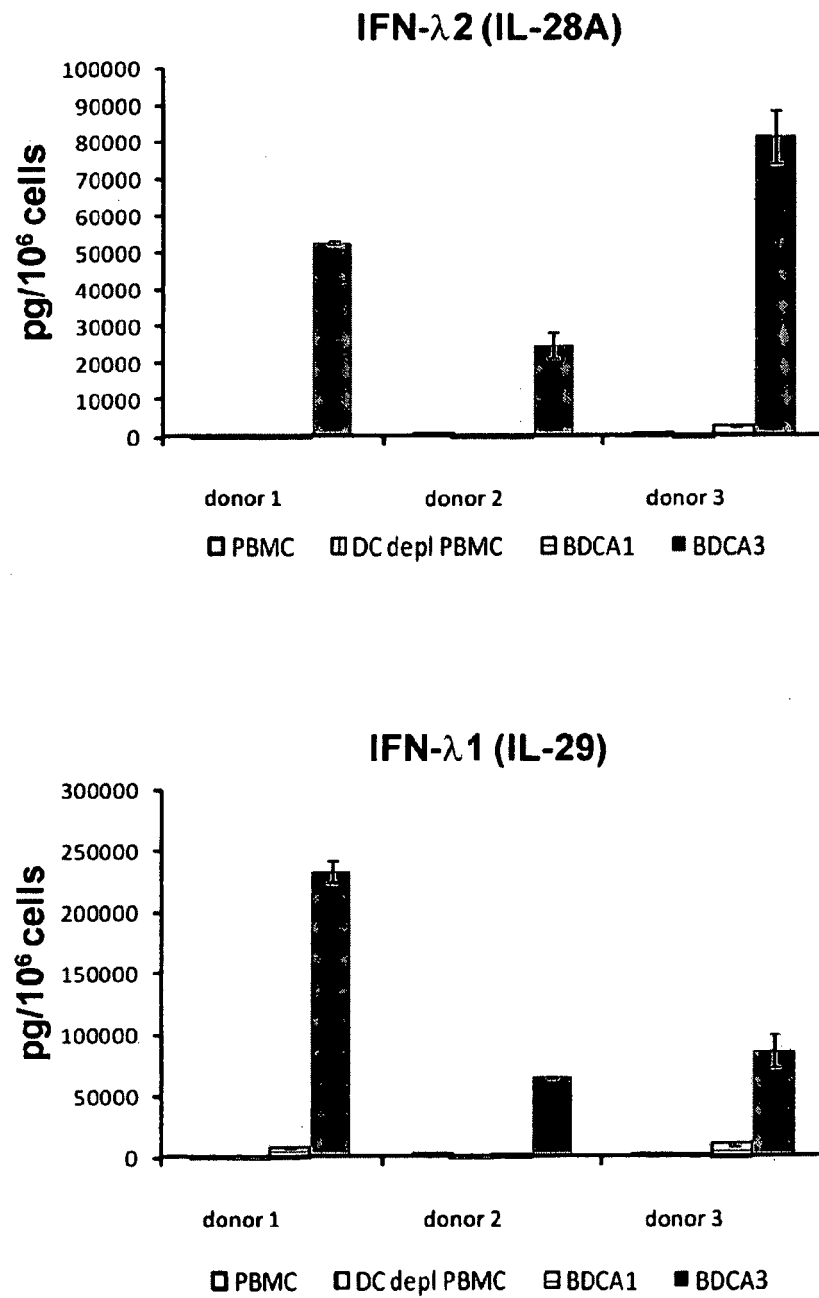 IFN-λ2 (IL-28A)
pg/10⁶ cells
100000
90000
80000
70000
60000
50000
40000
30000
20000
10000
0
donor 1 donor 2 donor 3
PBMC DC depl PBMC BDCA1 BDCA3
IFN-λ1 (IL-29)
pg/10⁶ cells
300000
250000
200000
150000
100000
50000
0
donor 1 donor 2 donor 3
PBMC DC depl PBMC BDCA1 BDCA3